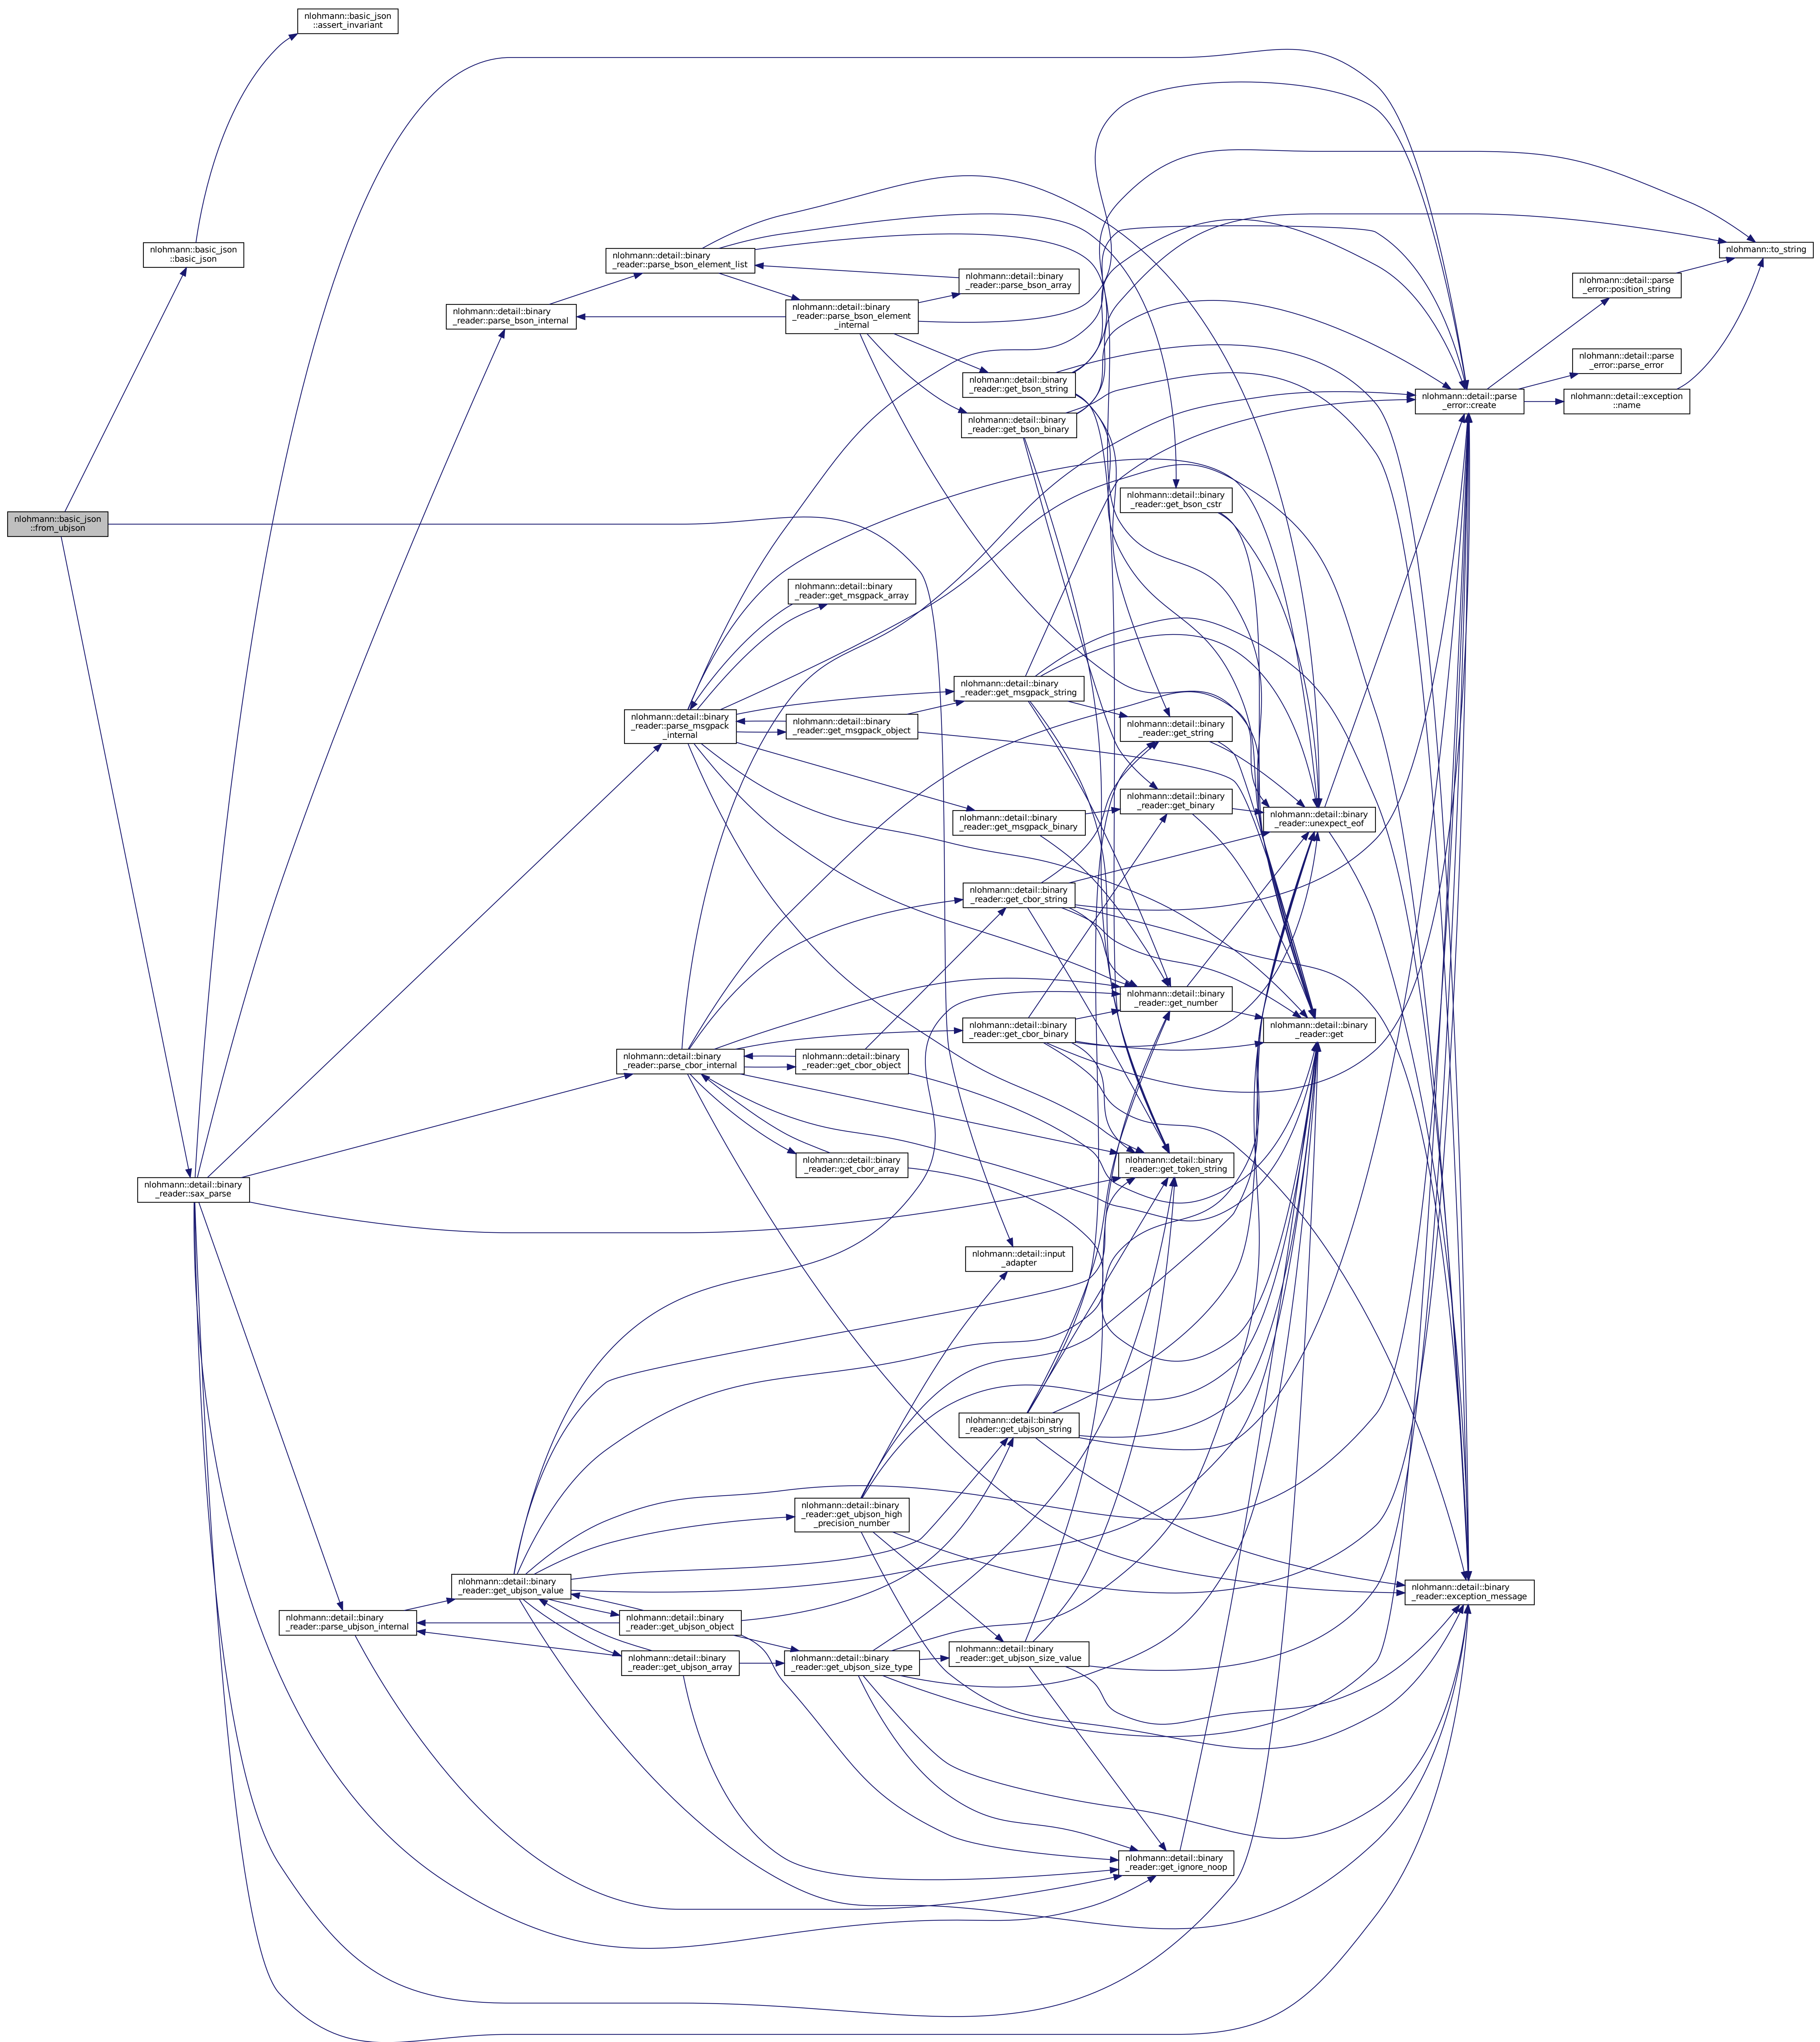 nlohmann::basic_json
::assert_invariant
nlohmann::basic_json
::basic_json
nlohmann::detail::binary
_reader::parse_bson_element_list
nlohmann::to_string
nlohmann::detail::binary
_reader::parse_bson_array
nlohmann::detail::parse
_error::position_string
nlohmann::detail::binary
_reader::parse_bson_internal
nlohmann::detail::binary
_reader::parse_bson_element
_internal
nlohmann::detail::parse
_error::parse_error
nlohmann::detail::binary
_reader::get_bson_string
nlohmann::detail::parse
_error::create
nlohmann::detail::exception
::name
nlohmann::detail::binary
_reader::get_bson_binary
nlohmann::detail::binary
_reader::get_bson_cstr
nlohmann::basic_json
::from_ubjson
nlohmann::detail::binary
_reader::get_msgpack_array
nlohmann::detail::binary
_reader::get_msgpack_string
nlohmann::detail::binary
_reader::parse_msgpack
_internal
nlohmann::detail::binary
_reader::get_msgpack_object
nlohmann::detail::binary
_reader::get_string
nlohmann::detail::binary
_reader::get_binary
nlohmann::detail::binary
_reader::get_msgpack_binary
nlohmann::detail::binary
_reader::unexpect_eof
nlohmann::detail::binary
_reader::get_cbor_string
nlohmann::detail::binary
_reader::get_number
nlohmann::detail::binary
_reader::get_cbor_binary
nlohmann::detail::binary
_reader::get
nlohmann::detail::binary
_reader::parse_cbor_internal
nlohmann::detail::binary
_reader::get_cbor_object
nlohmann::detail::binary
_reader::get_cbor_array
nlohmann::detail::binary
_reader::get_token_string
nlohmann::detail::binary
_reader::sax_parse
nlohmann::detail::input
_adapter
nlohmann::detail::binary
_reader::get_ubjson_string
nlohmann::detail::binary
_reader::get_ubjson_high
_precision_number
nlohmann::detail::binary
_reader::get_ubjson_value
nlohmann::detail::binary
_reader::exception_message
nlohmann::detail::binary
_reader::parse_ubjson_internal
nlohmann::detail::binary
_reader::get_ubjson_object
nlohmann::detail::binary
_reader::get_ubjson_array
nlohmann::detail::binary
_reader::get_ubjson_size_type
nlohmann::detail::binary
_reader::get_ubjson_size_value
nlohmann::detail::binary
_reader::get_ignore_noop